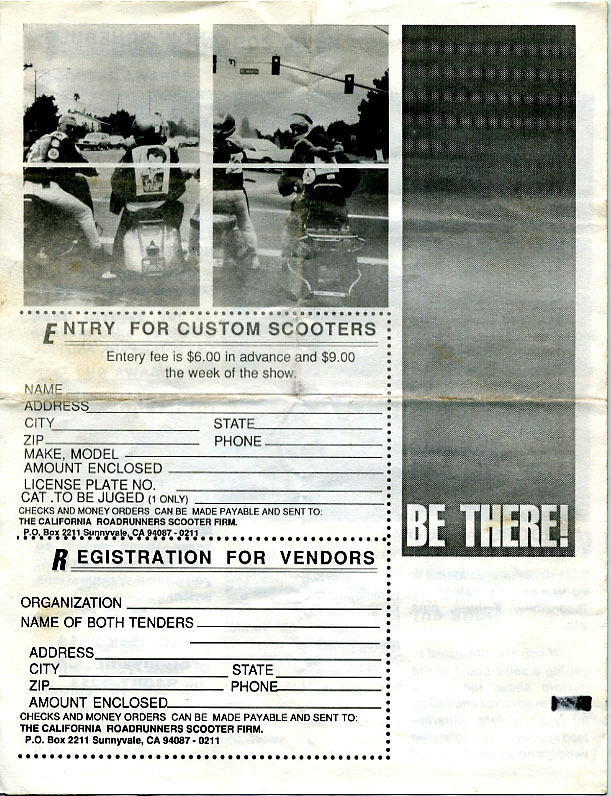 ENTRY FOR CUSTOM SCOOTERS
Entery fee is $6.00 in advance and $9.00
the week of the show.
NAME
ADDRESS
CITY STATE
ZIP PHONE
MAKE, MODEL
AMOUNT ENCLOSED
LICENSE PLATE NO.
CAT .TO BE JUGED (1 ONLY)
CHECKS AND MONEY ORDERS CAN BE MADE PAYABLE AND SENT TO:
THE CALIFORNIA ROADRUNNERS SCOOTER FIRM.
P.O. Box 2211 Sunnyvale, CA 94087 - 0211
REGISTRATION FOR VENDORS
ORGANIZATION
NAME OF BOTH TENDERS
ADDRESS
CITY STATE
ZIP PHONE
AMOUNT ENCLOSED
CHECKS AND MONEY ORDERS CAN BE MADE PAYABLE AND SENT TO:
THE CALIFORNIA ROADRUNNERS SCOOTER FIRM.
P.O. Box 2211 Sunnyvale, CA 94087 - 0211
BE THERE!